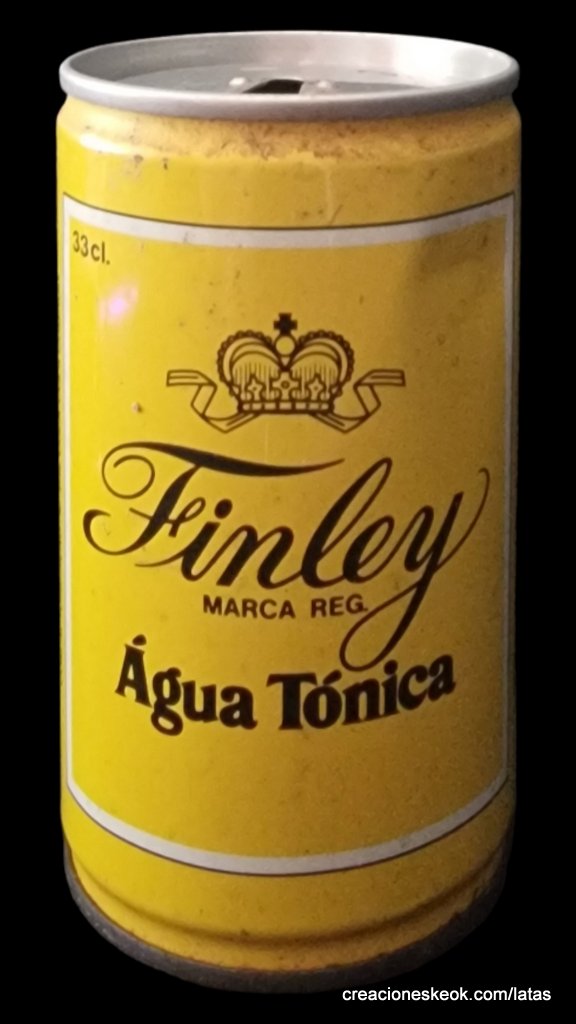 33cl.
Finley
MARCA REG.
Água Tónica
creacioneskeok.com/latas